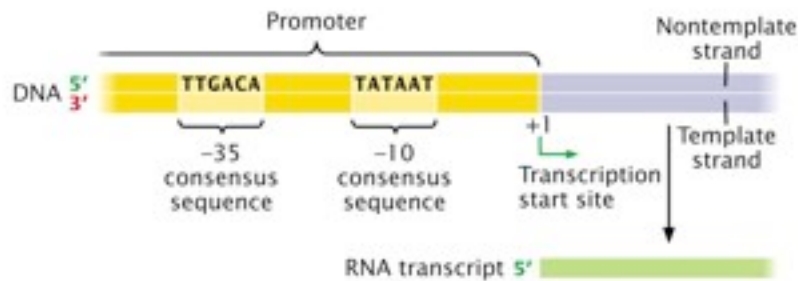 Promoter
Nontemplate
strand
DNA 5′
3′
TTGACA
TATAAT
–35
consensus
sequence
–10
consensus
sequence
+1
Transcription
start site
Template
strand
RNA transcript 5′